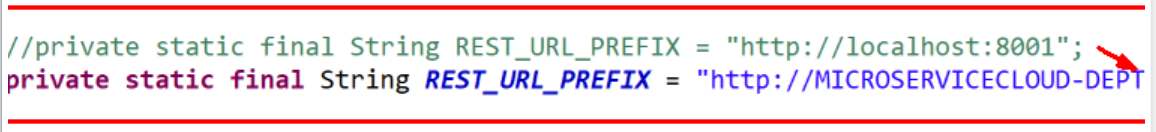 //private static final String REST_URL_PREFIX = "http://localhost:8001";
private static final String REST_URL_PREFIX = "http://MICROSERVICECLOUD-DEPT